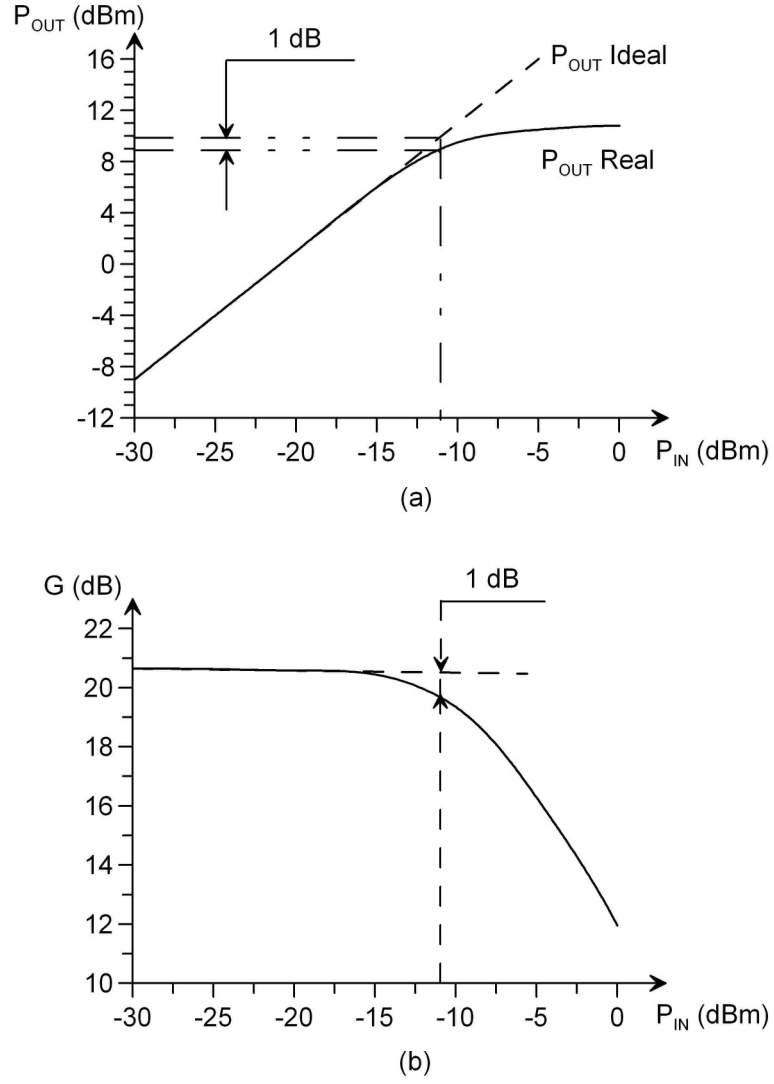 P_OUT (dBm)
1 dB
P_OUT Ideal
P_OUT Real
16
12
8
4
0
-4
-8
-12
-30 -25 -20 -15 -10 -5 0
P_IN (dBm)
(a)
G (dB)
1 dB
22
20
18
16
14
12
10
-30 -25 -20 -15 -10 -5 0
P_IN (dBm)
(b)